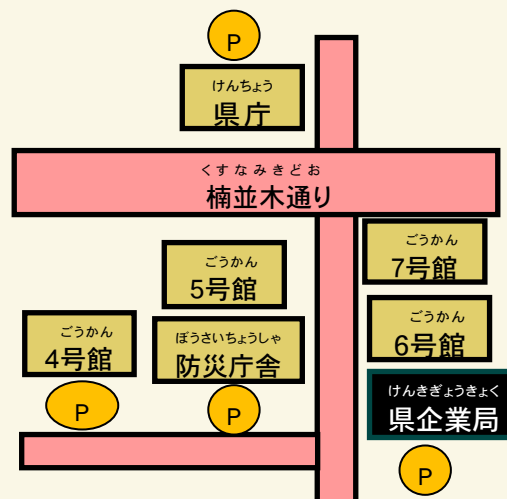 P
けんちょう
県庁
くすなみきどお
楠並木通り
ごうかん
7号館
ごうかん
5号館
ごうかん
6号館
ごうかん
4号館
ぼうさいちょうしゃ
防災庁舎
けんきぎょうきょく
県企業局
P
P
P